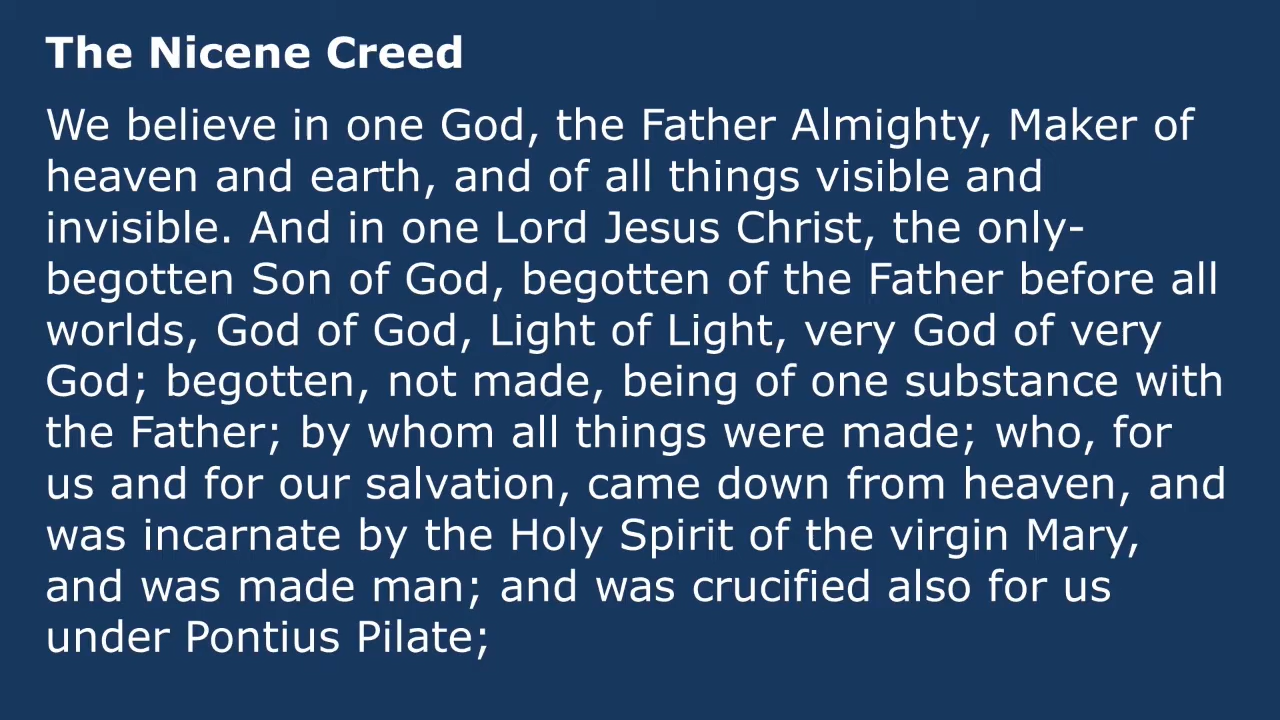 The Nicene Creed
We believe in one God, the Father Almighty, Maker of
heaven and earth, and of all things visible and
invisible. And in one Lord Jesus Christ, the only-
begotten Son of God, begotten of the Father before all
worlds, God of God, Light of Light, very God of very
God; begotten, not made, being of one substance with
the Father; by whom all things were made; who, for
us and for our salvation, came down from heaven, and
was incarnate by the Holy Spirit of the virgin Mary,
and was made man; and was crucified also for us
under Pontius Pilate;